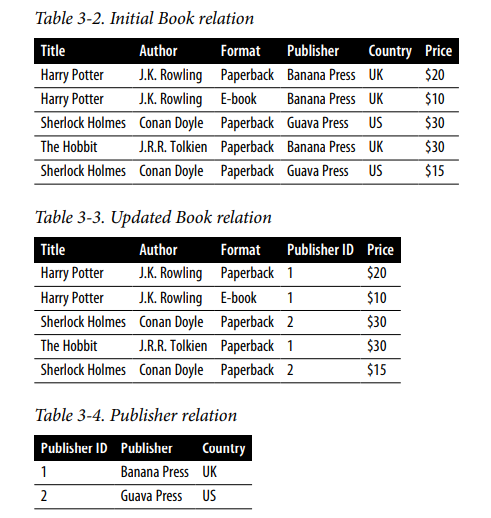 Table 3-2. Initial Book relation
Title Author Format Publisher Country Price
Harry Potter J.K. Rowling Paperback Banana Press UK $20
Harry Potter J.K. Rowling E-book Banana Press UK $10
Sherlock Holmes Conan Doyle Paperback Guava Press US $30
The Hobbit J.R.R. Tolkien Paperback Banana Press UK $30
Sherlock Holmes Conan Doyle Paperback Guava Press US $15
Table 3-3. Updated Book relation
Title Author Format Publisher ID Price
Harry Potter J.K. Rowling Paperback 1 $20
Harry Potter J.K. Rowling E-book 1 $10
Sherlock Holmes Conan Doyle Paperback 2 $30
The Hobbit J.R.R. Tolkien Paperback 1 $30
Sherlock Holmes Conan Doyle Paperback 2 $15
Table 3-4. Publisher relation
Publisher ID Publisher Country
1 Banana Press UK
2 Guava Press US